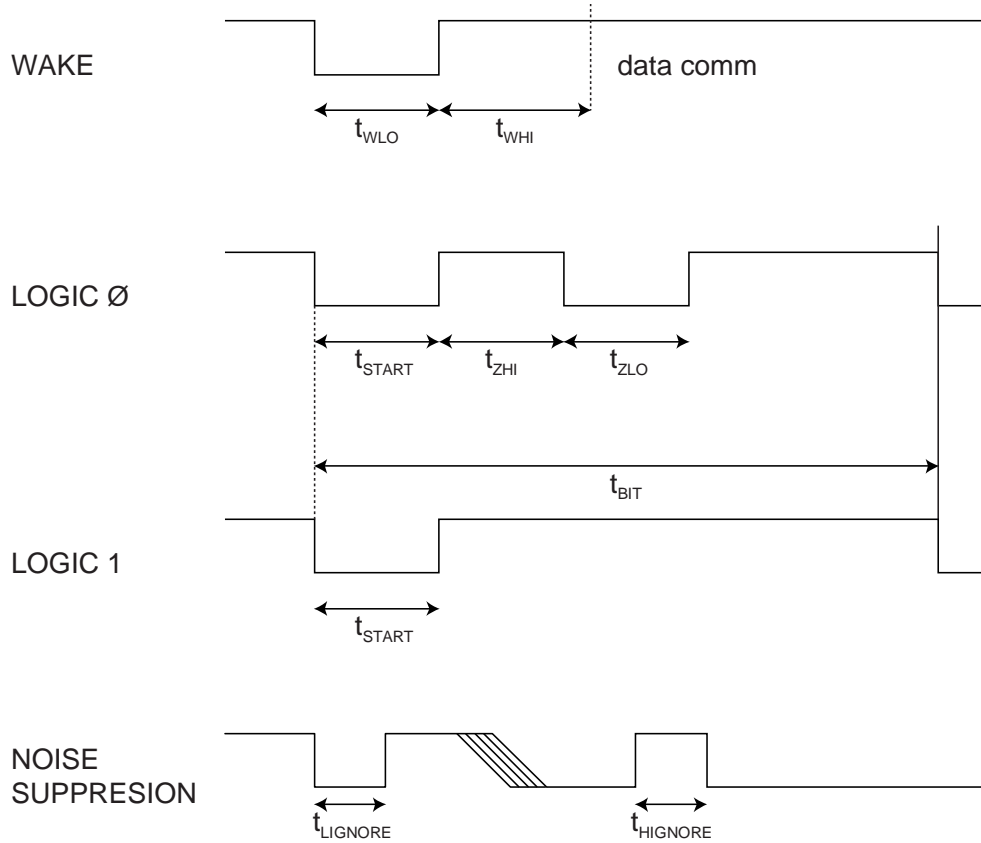 WAKE
data comm
tWLO
tWHI
LOGIC Ø
tSTART
tZHI
tZLO
tBIT
LOGIC 1
tSTART
NOISE
SUPPRESION
tLIGNORE
tHIGNORE